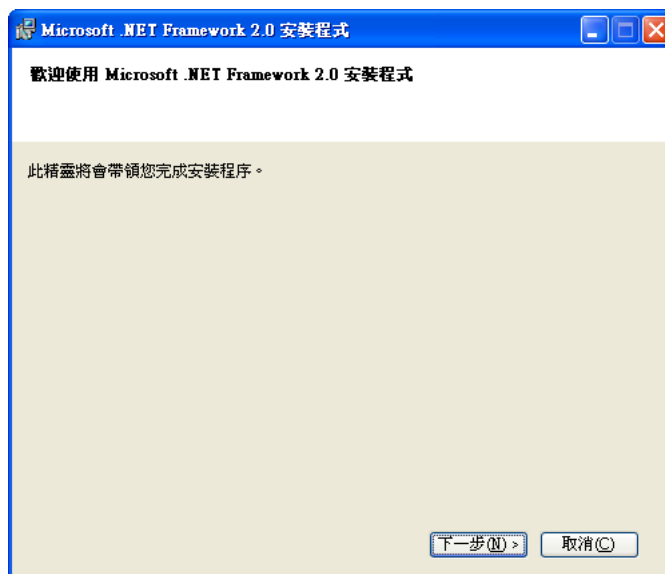 Microsoft .NET Framework 2.0 安裝程式
歡迎使用 Microsoft .NET Framework 2.0 安裝程式
此精靈將會帶領您完成安裝程序。
下一步(N) > 取消(C)